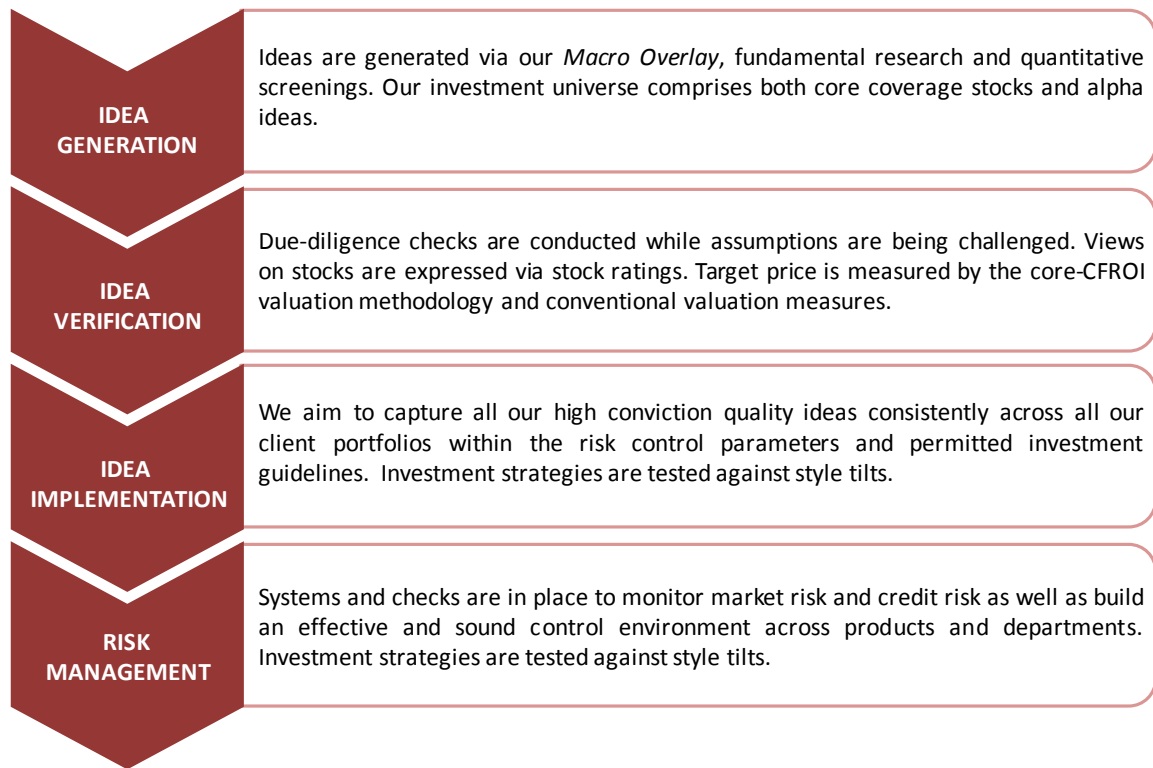 IDEA
GENERATION
Ideas are generated via our Macro Overlay, fundamental research and quantitative
screenings. Our investment universe comprises both core coverage stocks and alpha
ideas.
IDEA
VERIFICATION
Due-diligence checks are conducted while assumptions are being challenged. Views
on stocks are expressed via stock ratings. Target price is measured by the core-CFROI
valuation methodology and conventional valuation measures.
IDEA
IMPLEMENTATION
We aim to capture all our high conviction quality ideas consistently across all our
client portfolios within the risk control parameters and permitted investment
guidelines. Investment strategies are tested against style tilts.
RISK
MANAGEMENT
Systems and checks are in place to monitor market risk and credit risk as well as build
an effective and sound control environment across products and departments.
Investment strategies are tested against style tilts.